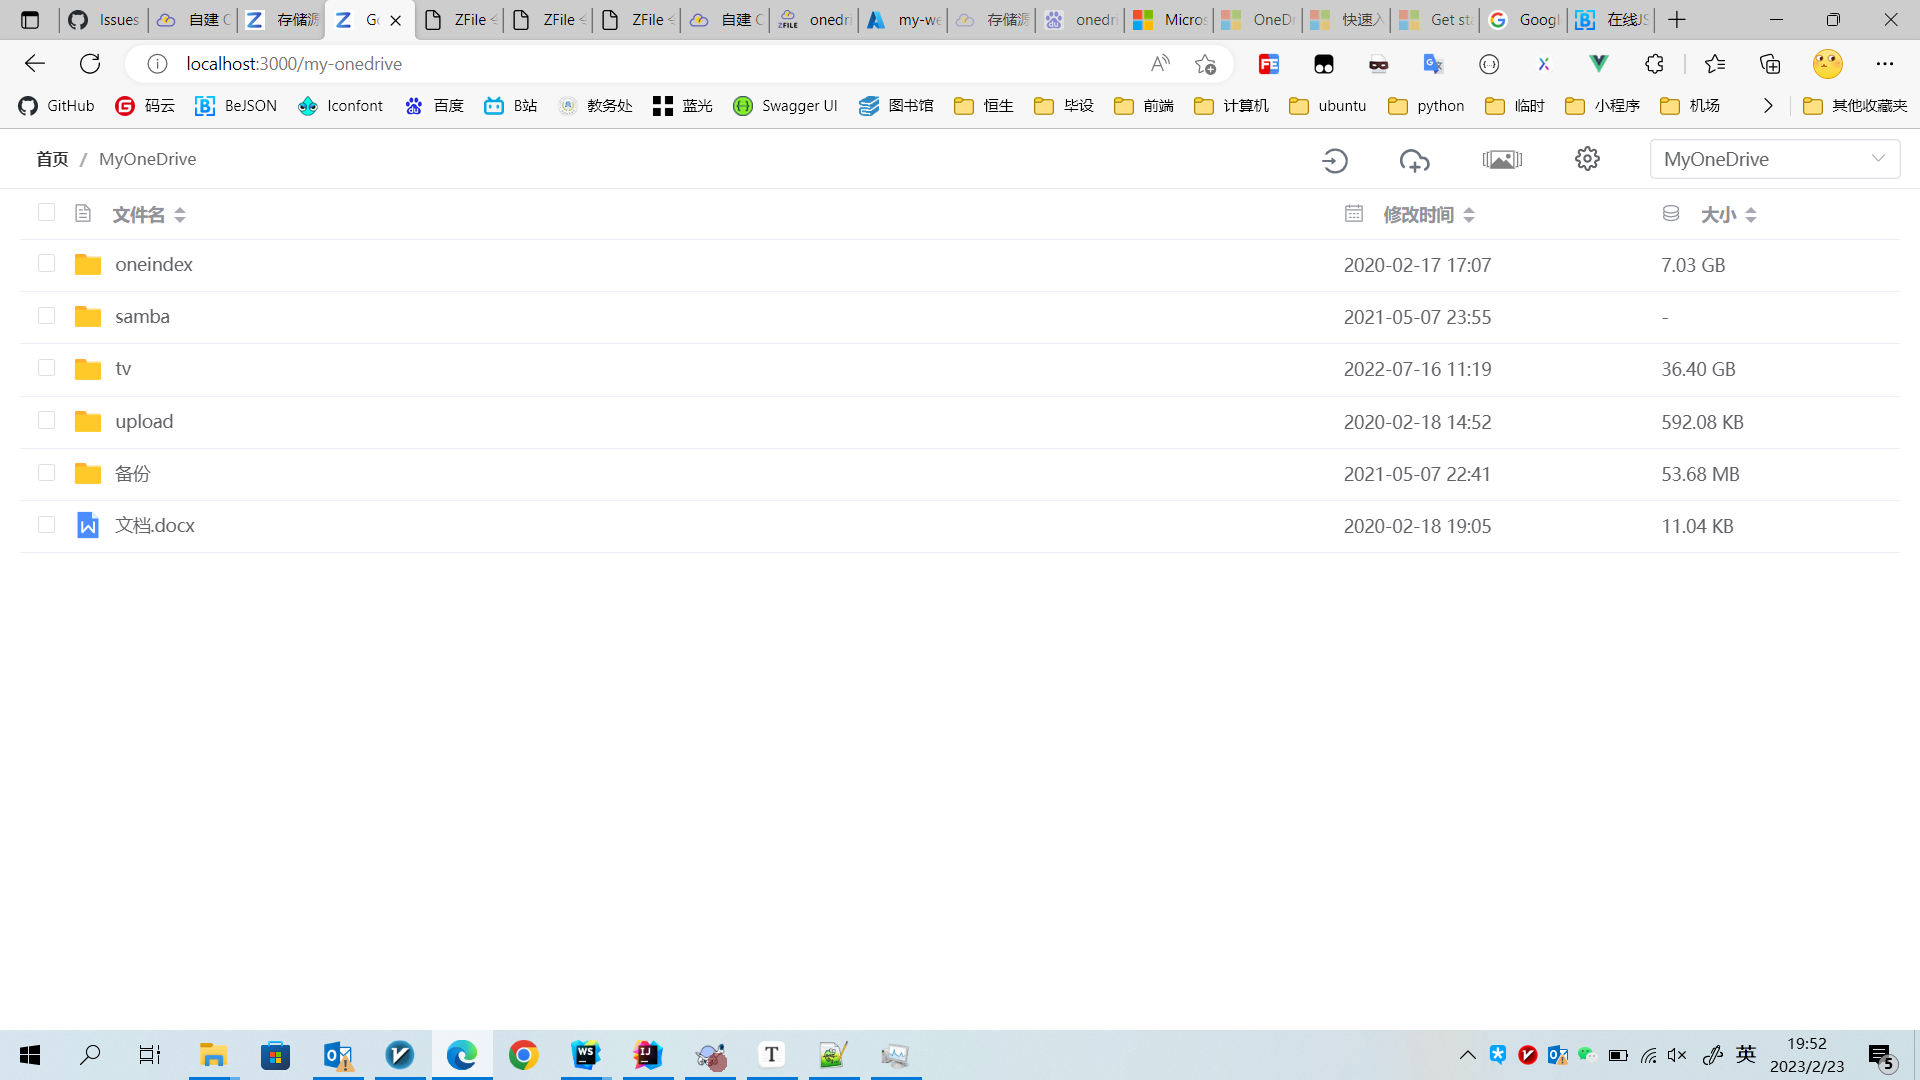 Issues 自建 存储源 ZFile ZFile ZFile 自建 FILE onedri my-we 存储源 onedri Micros OneDr 快速入 Get sta Googl 在线JS
localhost:3000/my-onedrive
GitHub 码云 BeJSON Iconfont 百度 B站 教务处 蓝光 Swagger UI 图书馆 恒生 毕设 前端 计算机 ubuntu python 临时 小程序 机场 其他收藏夹
首页 / MyOneDrive MyOneDrive
文件名 修改时间 大小
oneindex 2020-02-17 17:07 7.03 GB
samba 2021-05-07 23:55 -
tv 2022-07-16 11:19 36.40 GB
upload 2020-02-18 14:52 592.08 KB
备份 2021-05-07 22:41 53.68 MB
文档.docx 2020-02-18 19:05 11.04 KB
英 19:52
2023/2/23 5